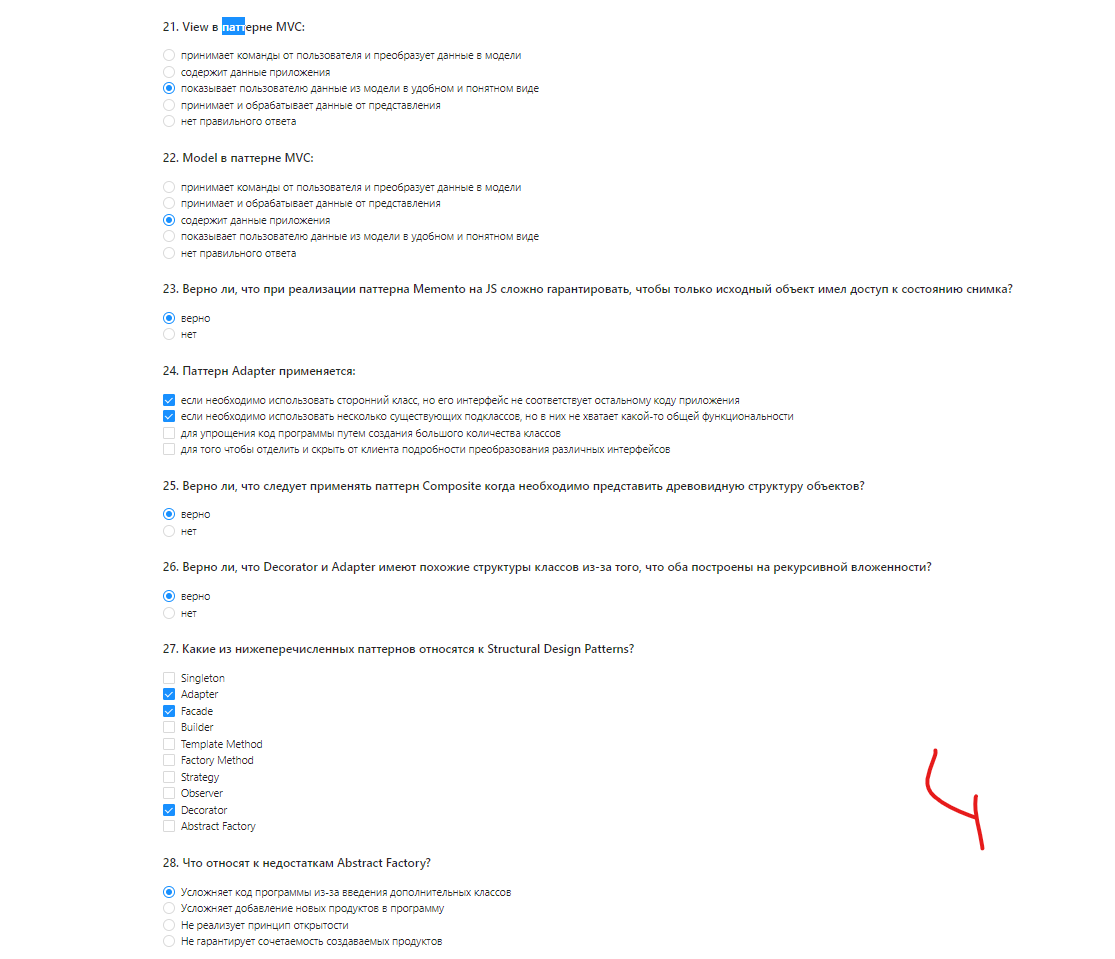 21. View в паттерне MVC:
принимает команды от пользователя и преобразует данные в модели
содержит данные приложения
показывает пользователю данные из модели в удобном и понятном виде
принимает и обрабатывает данные от представления
нет правильного ответа
22. Model в паттерне MVC:
принимает команды от пользователя и преобразует данные в модели
принимает и обрабатывает данные от представления
содержит данные приложения
показывает пользователю данные из модели в удобном и понятном виде
нет правильного ответа
23. Верно ли, что при реализации паттерна Memento на JS сложно гарантировать, чтобы только исходный объект имел доступ к состоянию снимка?
верно
нет
24. Паттерн Adapter применяется:
если необходимо использовать сторонний класс, но его интерфейс не соответствует остальному коду приложения
если необходимо использовать несколько существующих подклассов, но в них не хватает какой-то общей функциональности
для упрощения код программы путем создания большого количества классов
для того чтобы отделить и скрыть от клиента подробности преобразования различных интерфейсов
25. Верно ли, что следует применять паттерн Composite когда необходимо представить древовидную структуру объектов?
верно
нет
26. Верно ли, что Decorator и Adapter имеют похожие структуры классов из-за того, что оба построены на рекурсивной вложенности?
верно
нет
27. Какие из нижеперечисленных паттернов относятся к Structural Design Patterns?
Singleton
Adapter
Facade
Builder
Template Method
Factory Method
Strategy
Observer
Decorator
Abstract Factory
4
28. Что относят к недостаткам Abstract Factory?
Усложняет код программы из-за введения дополнительных классов
Усложняет добавление новых продуктов в программу
Не реализует принцип открытости
Не гарантирует сочетаемость создаваемых продуктов